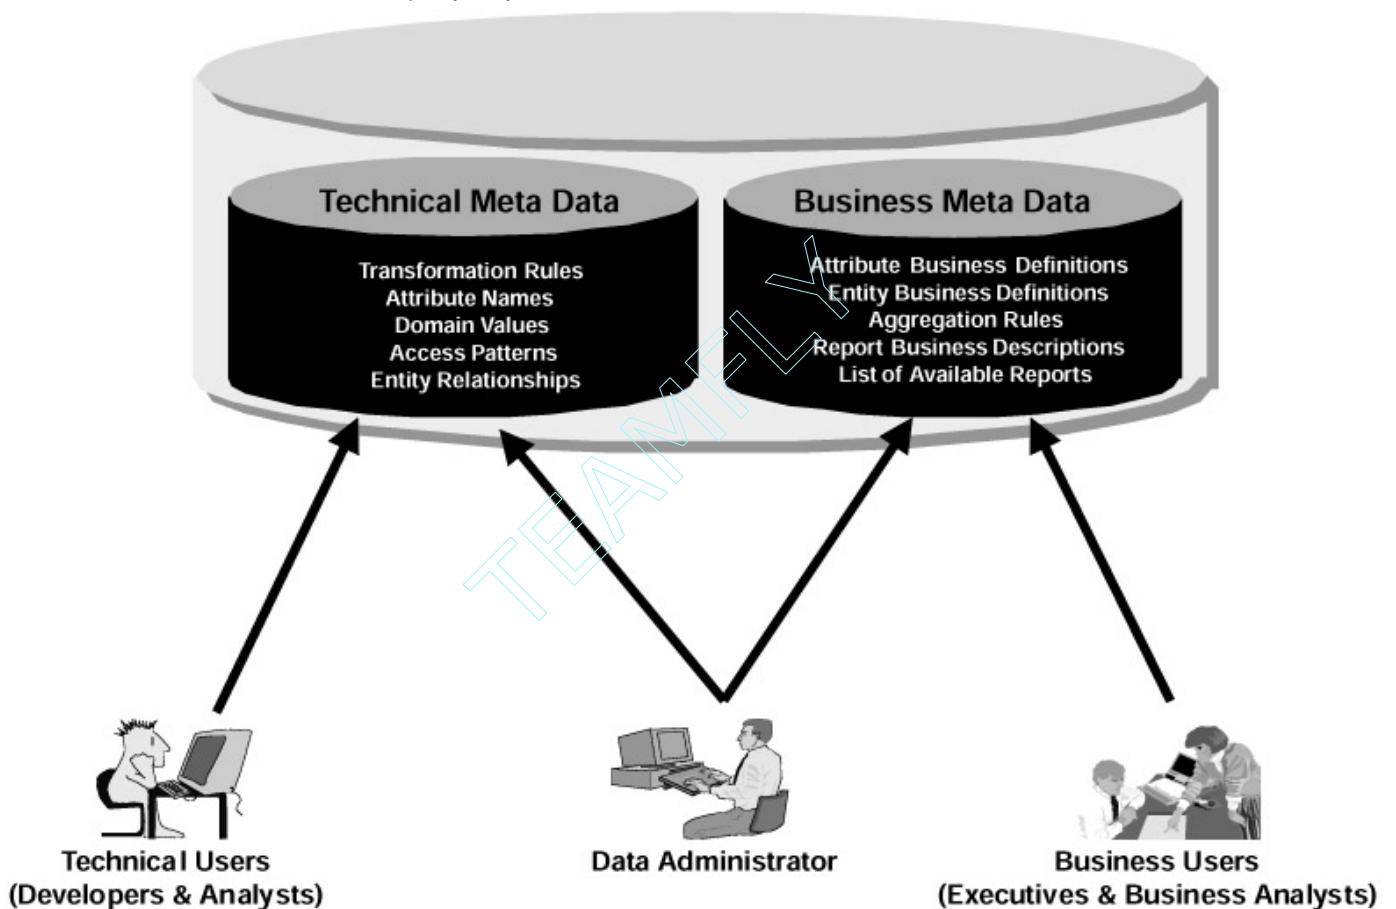 Technical Meta Data
Transformation Rules
Attribute Names
Domain Values
Access Patterns
Entity Relationships
Business Meta Data
Attribute Business Definitions
Entity Business Definitions
Aggregation Rules
Report Business Descriptions
List of Available Reports
TEAMFLY
Technical Users
(Developers & Analysts)
Data Administrator
Business Users
(Executives & Business Analysts)